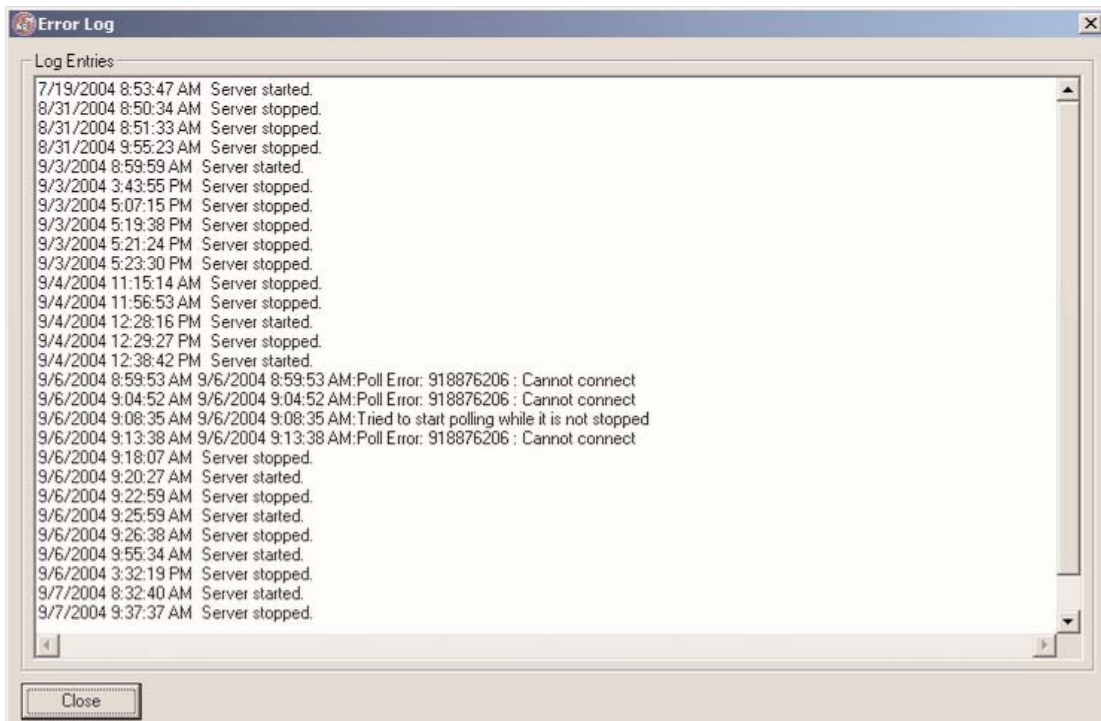 Error Log
Log Entries
7/19/2004 8:53:47 AM  Server started.
8/31/2004 8:50:34 AM  Server stopped.
8/31/2004 8:51:33 AM  Server stopped.
8/31/2004 9:55:23 AM  Server stopped.
9/3/2004 8:59:59 AM  Server started.
9/3/2004 3:43:55 PM  Server stopped.
9/3/2004 5:07:15 PM  Server stopped.
9/3/2004 5:19:38 PM  Server stopped.
9/3/2004 5:21:24 PM  Server stopped.
9/3/2004 5:23:30 PM  Server stopped.
9/4/2004 11:15:14 AM  Server stopped.
9/4/2004 11:56:53 AM  Server stopped.
9/4/2004 12:28:16 PM  Server started.
9/4/2004 12:29:27 PM  Server stopped.
9/4/2004 12:38:42 PM  Server started.
9/6/2004 8:59:53 AM 9/6/2004 8:59:53 AM:Poll Error: 918876206 : Cannot connect
9/6/2004 9:04:52 AM 9/6/2004 9:04:52 AM:Poll Error: 918876206 : Cannot connect
9/6/2004 9:08:35 AM 9/6/2004 9:08:35 AM:Tried to start polling while it is not stopped
9/6/2004 9:13:38 AM 9/6/2004 9:13:38 AM:Poll Error: 918876206 : Cannot connect
9/6/2004 9:18:07 AM  Server stopped.
9/6/2004 9:20:27 AM  Server started.
9/6/2004 9:22:59 AM  Server stopped.
9/6/2004 9:25:59 AM  Server started.
9/6/2004 9:26:38 AM  Server stopped.
9/6/2004 9:55:34 AM  Server started.
9/6/2004 3:32:19 PM  Server stopped.
9/7/2004 8:32:40 AM  Server started.
9/7/2004 9:37:37 AM  Server stopped.
Close